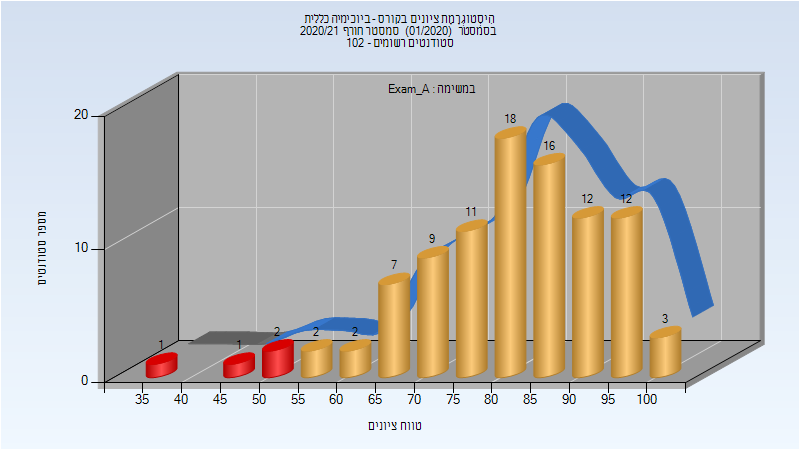 היסטוגרמת ציונים בקורס - ביוכימיה כללית
בסמסטר (01/2020) סמסטר חורף 2020/21
סטודנטים רשומים - 102
במשימה : Exam_A
20
10
0
מספר סטודנטים
1
1
2
2
2
7
9
11
18
16
12
12
3
35 40 45 50 55 60 65 70 75 80 85 90 95 100
טווח ציונים